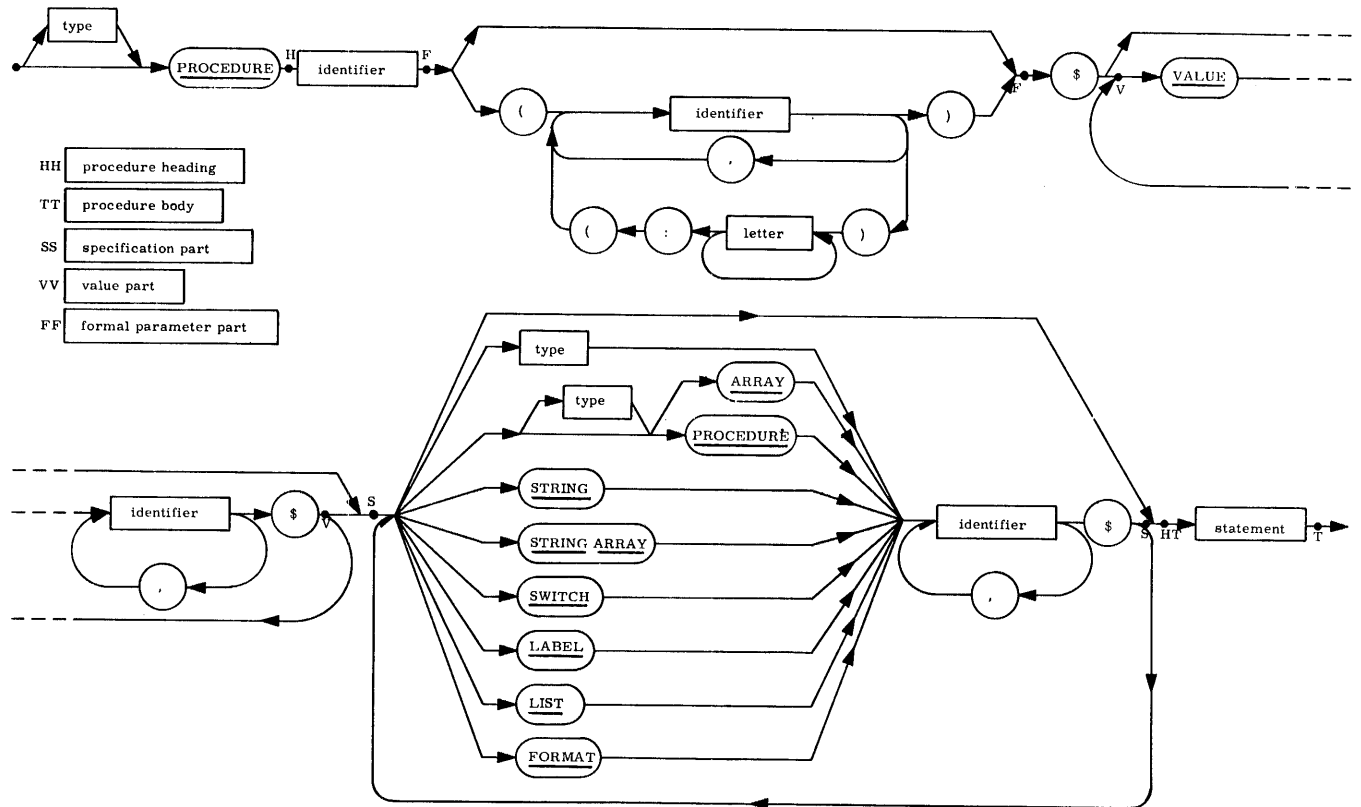 type
PROCEDURE H identifier F F $ V VALUE
( identifier )
,
( : letter )
HH procedure heading
TT procedure body
SS specification part
VV value part
FF formal parameter part
type
type ARRAY
PROCEDURE
STRING
identifier $ V S
,
STRING ARRAY
identifier $ S HT statement T
,
SWITCH
LABEL
LIST
FORMAT